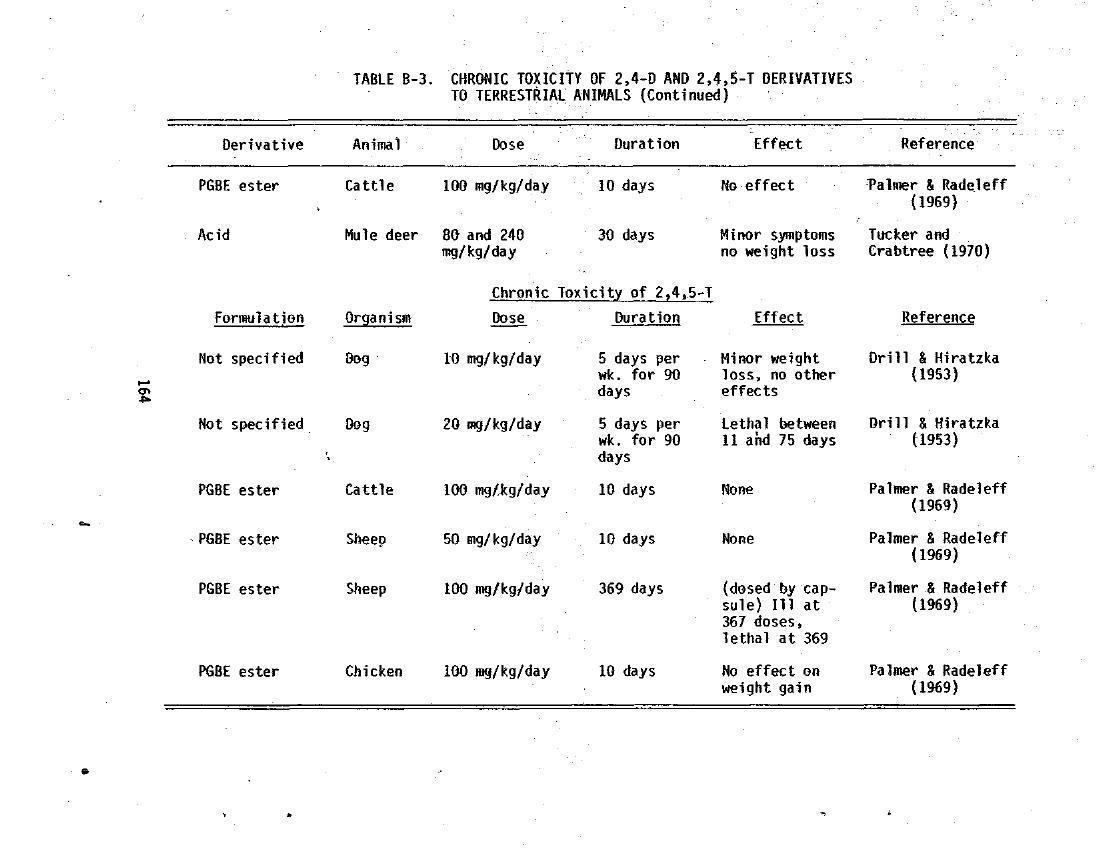 TABLE B-3. CHRONIC TOXICITY OF 2,4-D AND 2,4,5-T DERIVATIVES
TO TERRESTRIAL ANIMALS (Continued)
Derivative Animal Dose Duration Effect Reference
PGBE ester Cattle 100 mg/kg/day 10 days No effect Palmer & Radeleff
(1969)
Acid Mule deer 80 and 240 30 days Minor symptoms Tucker and
mg/kg/day no weight loss Crabtree (1970)
Chronic Toxicity of 2,4,5-T
Formulation Organism Dose Duration Effect Reference
Not specified Dog 10 mg/kg/day 5 days per Minor weight Drill & Hiratzka
wk. for 90 loss, no other (1953)
days effects
Not specified Dog 20 mg/kg/day 5 days per Lethal between Drill & Hiratzka
wk. for 90 11 and 75 days (1953)
days
PGBE ester Cattle 100 mg/kg/day 10 days None Palmer & Radeleff
(1969)
PGBE ester Sheep 50 mg/kg/day 10 days None Palmer & Radeleff
(1969)
PGBE ester Sheep 100 mg/kg/day 369 days (dosed by cap- Palmer & Radeleff
sule) Ill at (1969)
367 doses,
lethal at 369
PGBE ester Chicken 100 mg/kg/day 10 days No effect on Palmer & Radeleff
weight gain (1969)
164